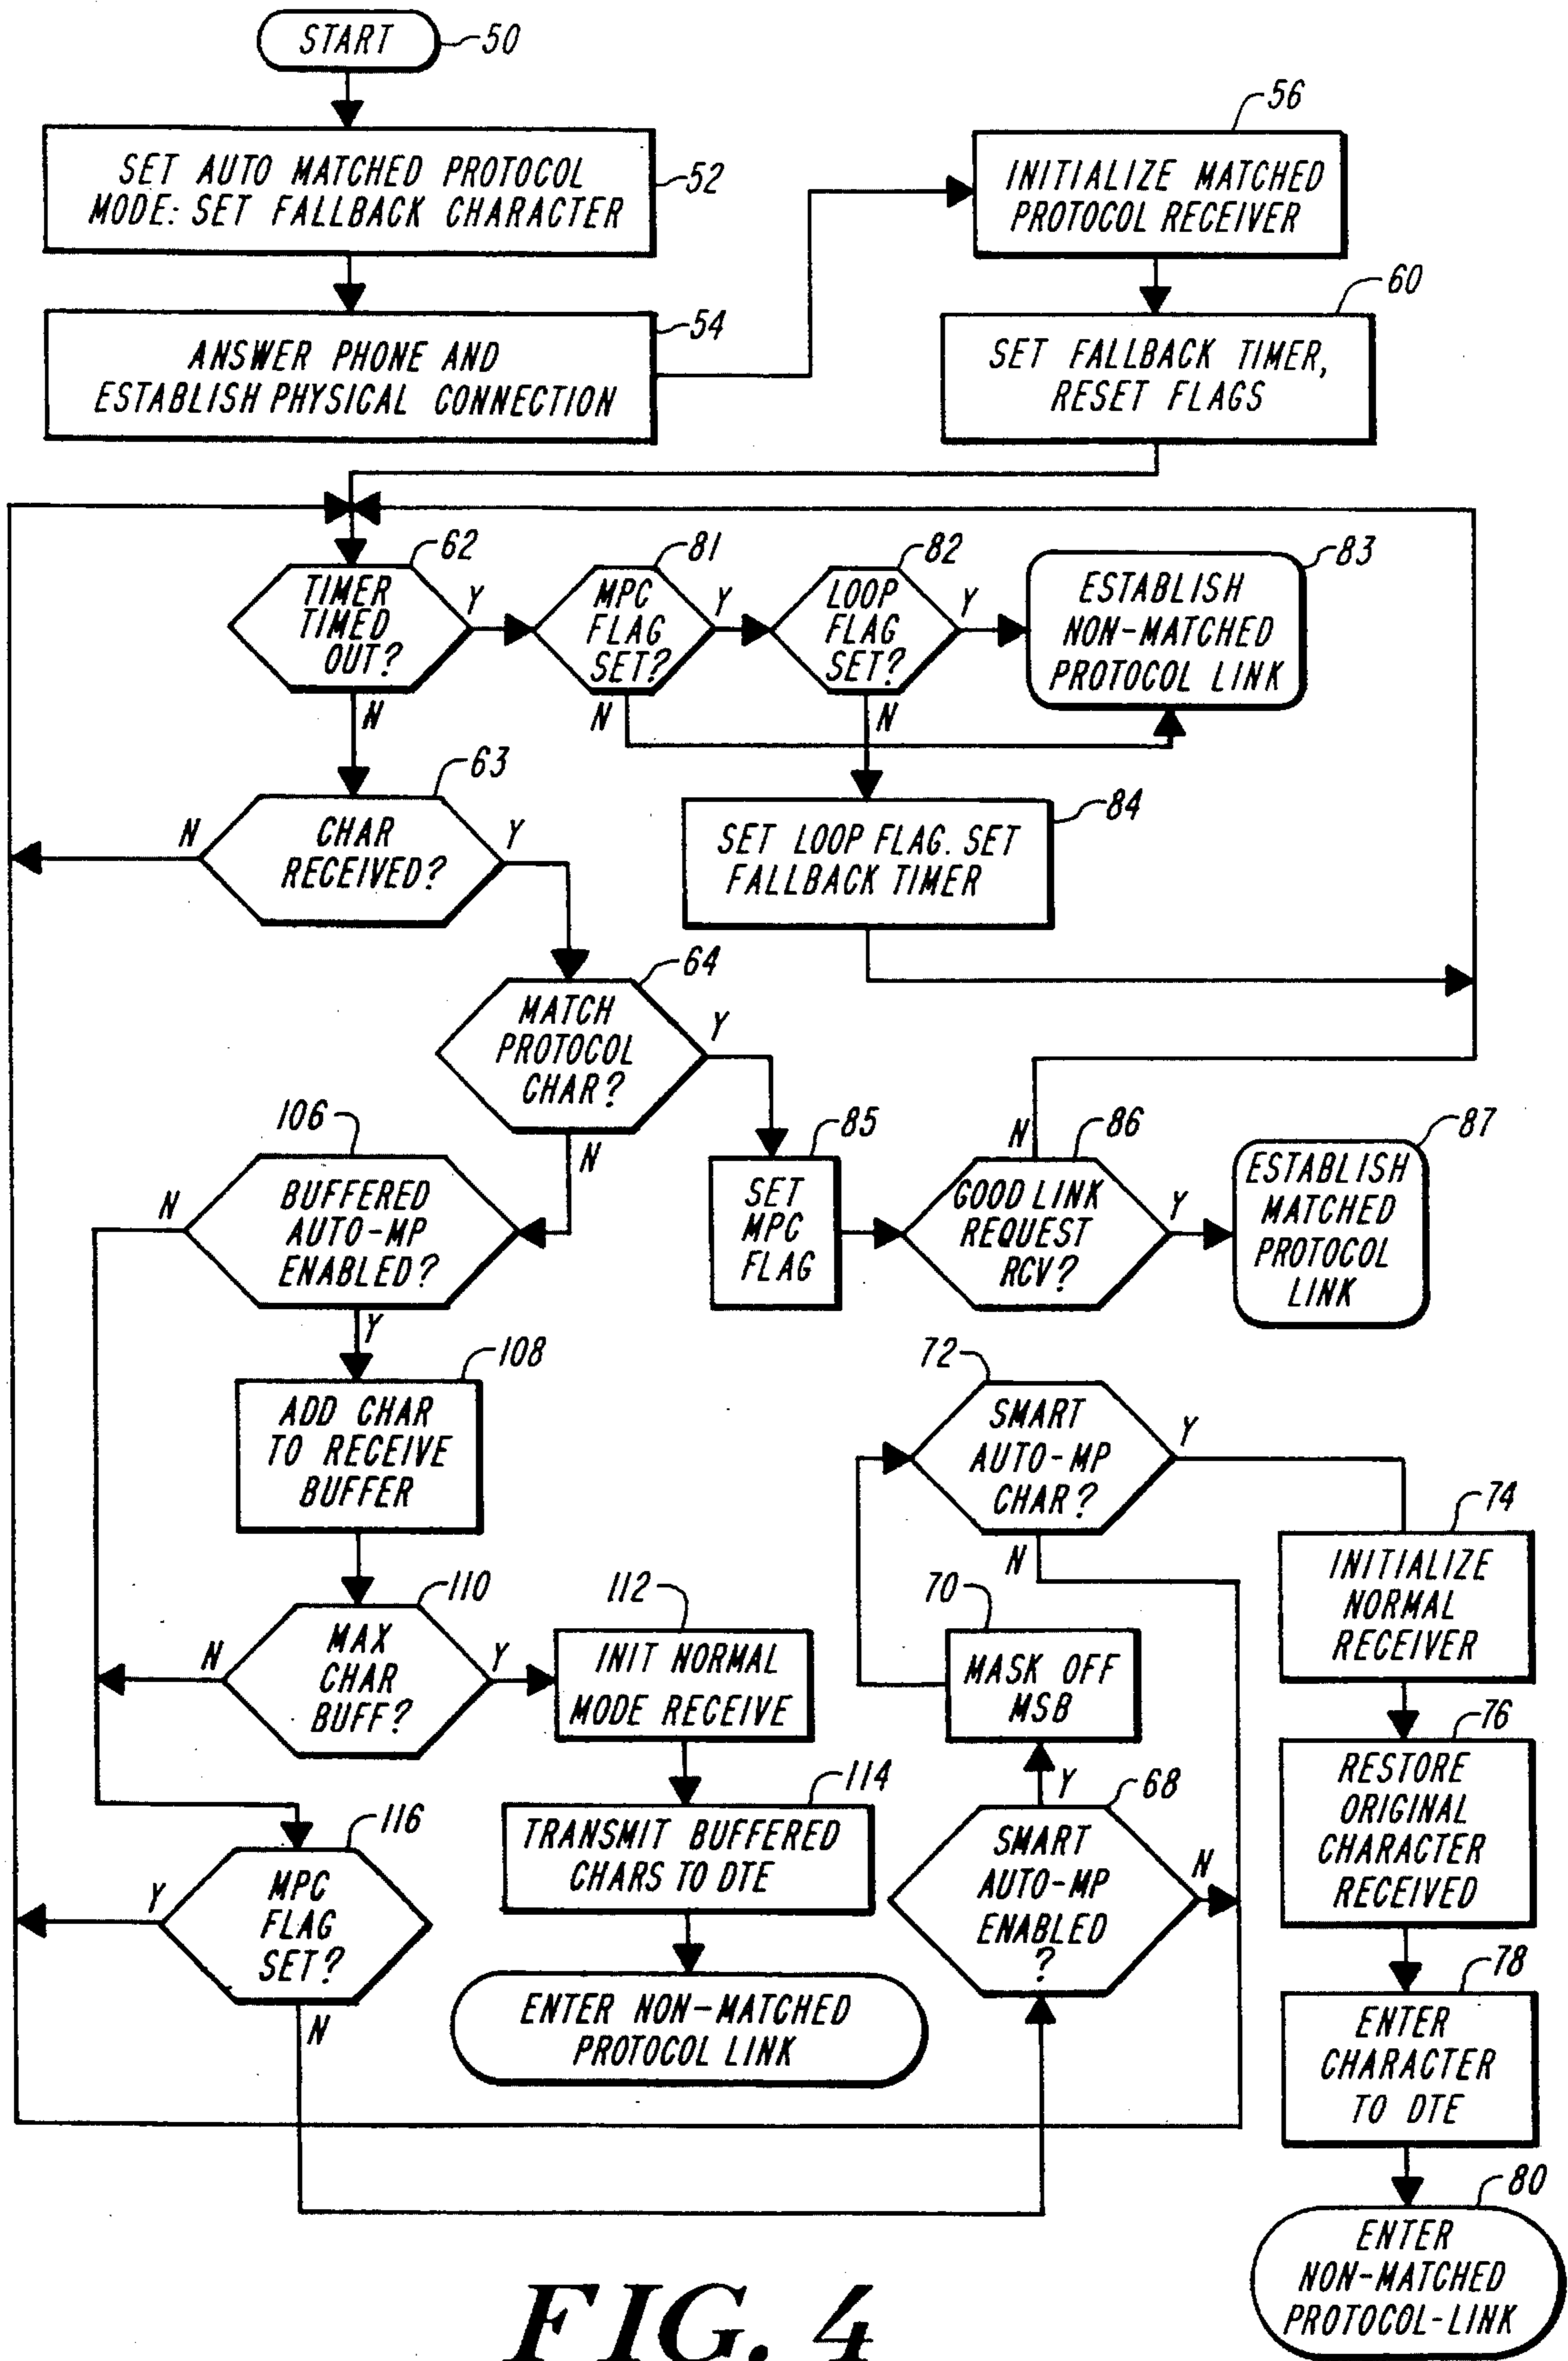 START
50
SET AUTO MATCHED PROTOCOL
MODE: SET FALLBACK CHARACTER
52
ANSWER PHONE AND
ESTABLISH PHYSICAL CONNECTION
54
56
INITIALIZE MATCHED
PROTOCOL RECEIVER
60
SET FALLBACK TIMER,
RESET FLAGS
62
TIMER
TIMED
OUT?
Y
N
81
MPC
FLAG
SET?
Y
N
82
LOOP
FLAG
SET?
Y
N
83
ESTABLISH
NON-MATCHED
PROTOCOL LINK
63
N
CHAR
RECEIVED?
Y
84
SET LOOP FLAG. SET
FALLBACK TIMER
64
MATCH
PROTOCOL
CHAR?
Y
N
106
N
BUFFERED
AUTO-MP
ENABLED?
Y
85
SET
MPC
FLAG
86
N
GOOD LINK
REQUEST
RCV?
Y
87
ESTABLISH
MATCHED
PROTOCOL
LINK
108
ADD CHAR
TO RECEIVE
BUFFER
72
SMART
AUTO-MP
CHAR?
Y
N
74
INITIALIZE
NORMAL
RECEIVER
110
N
MAX
CHAR
BUFF?
Y
112
INIT NORMAL
MODE RECEIVE
70
MASK OFF
MSB
76
RESTORE
ORIGINAL
CHARACTER
RECEIVED
114
TRANSMIT BUFFERED
CHARS TO DTE
68
Y
SMART
AUTO-MP
ENABLED
?
N
116
Y
MPC
FLAG
SET?
N
ENTER NON-MATCHED
PROTOCOL LINK
78
ENTER
CHARACTER
TO DTE
80
ENTER
NON-MATCHED
PROTOCOL-LINK
FIG. 4